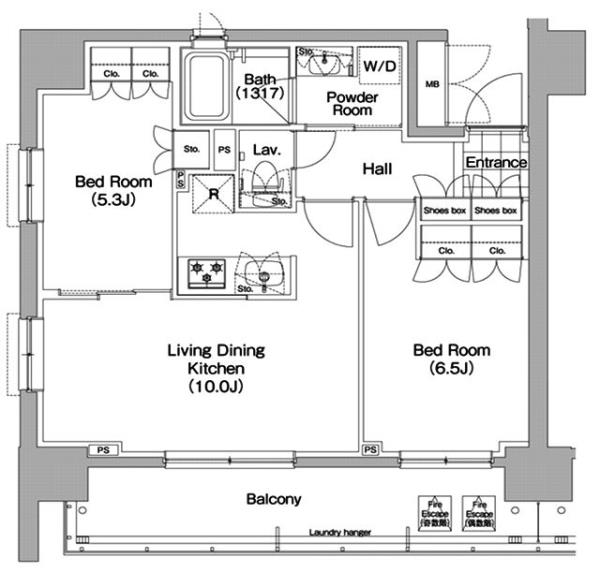 Clo.
Clo.
Bath
(1317)
Sto.
W/D
Powder
Room
MB
Sto.
PS
Lav.
Hall
Entrance
Bed Room
(5.3J)
PS
R
Sto.
Shoes box
Shoes box
Clo.
Clo.
Sto.
Living Dining
Kitchen
(10.0J)
Bed Room
(6.5J)
PS
PS
Balcony
Fire
Escape
(奇数階)
Fire
Escape
(偶数階)
Laundry hanger